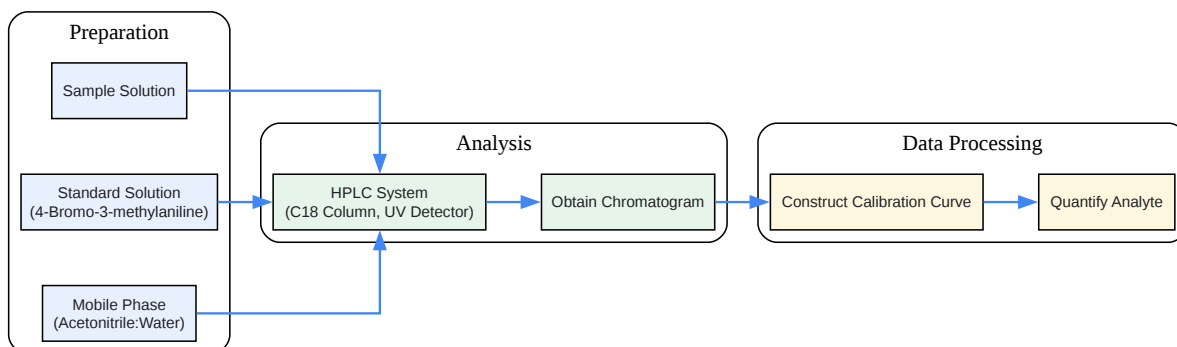 Preparation
Sample Solution
Standard Solution
(4-Bromo-3-methylaniline)
Mobile Phase
(Acetonitrile:Water)
Analysis
HPLC System
(C18 Column, UV Detector)
Obtain Chromatogram
Data Processing
Construct Calibration Curve
Quantify Analyte